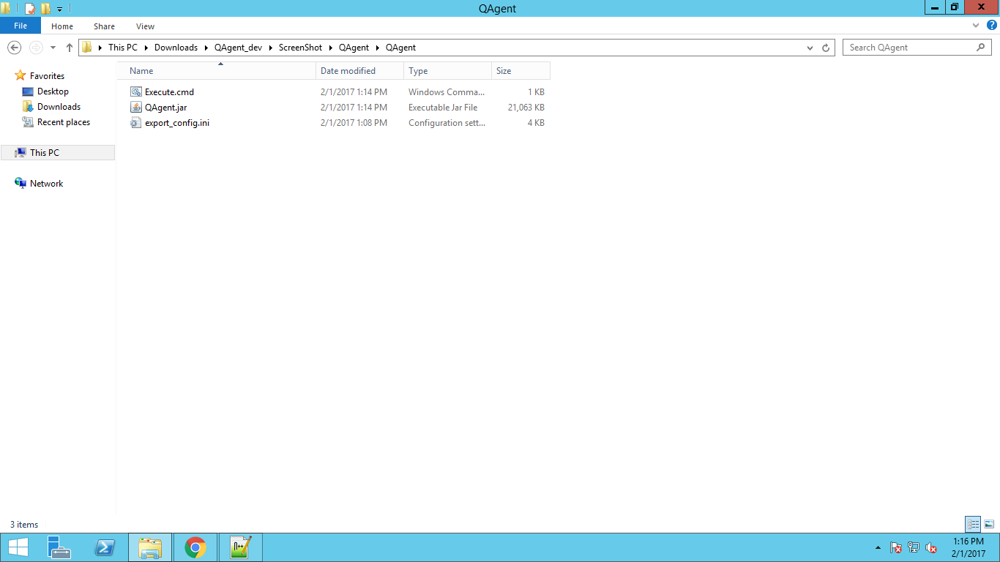 QAgent
File Home Share View
This PC Downloads QAgent_dev ScreenShot QAgent QAgent
Search QAgent
Name Date modified Type Size
Favorites
Desktop
Downloads
Recent places
This PC
Network
Execute.cmd 2/1/2017 1:14 PM Windows Comma... 1 KB
QAgent.jar 2/1/2017 1:14 PM Executable Jar File 21,063 KB
export_config.ini 2/1/2017 1:08 PM Configuration sett... 4 KB
3 items
n++
1:16 PM
2/1/2017